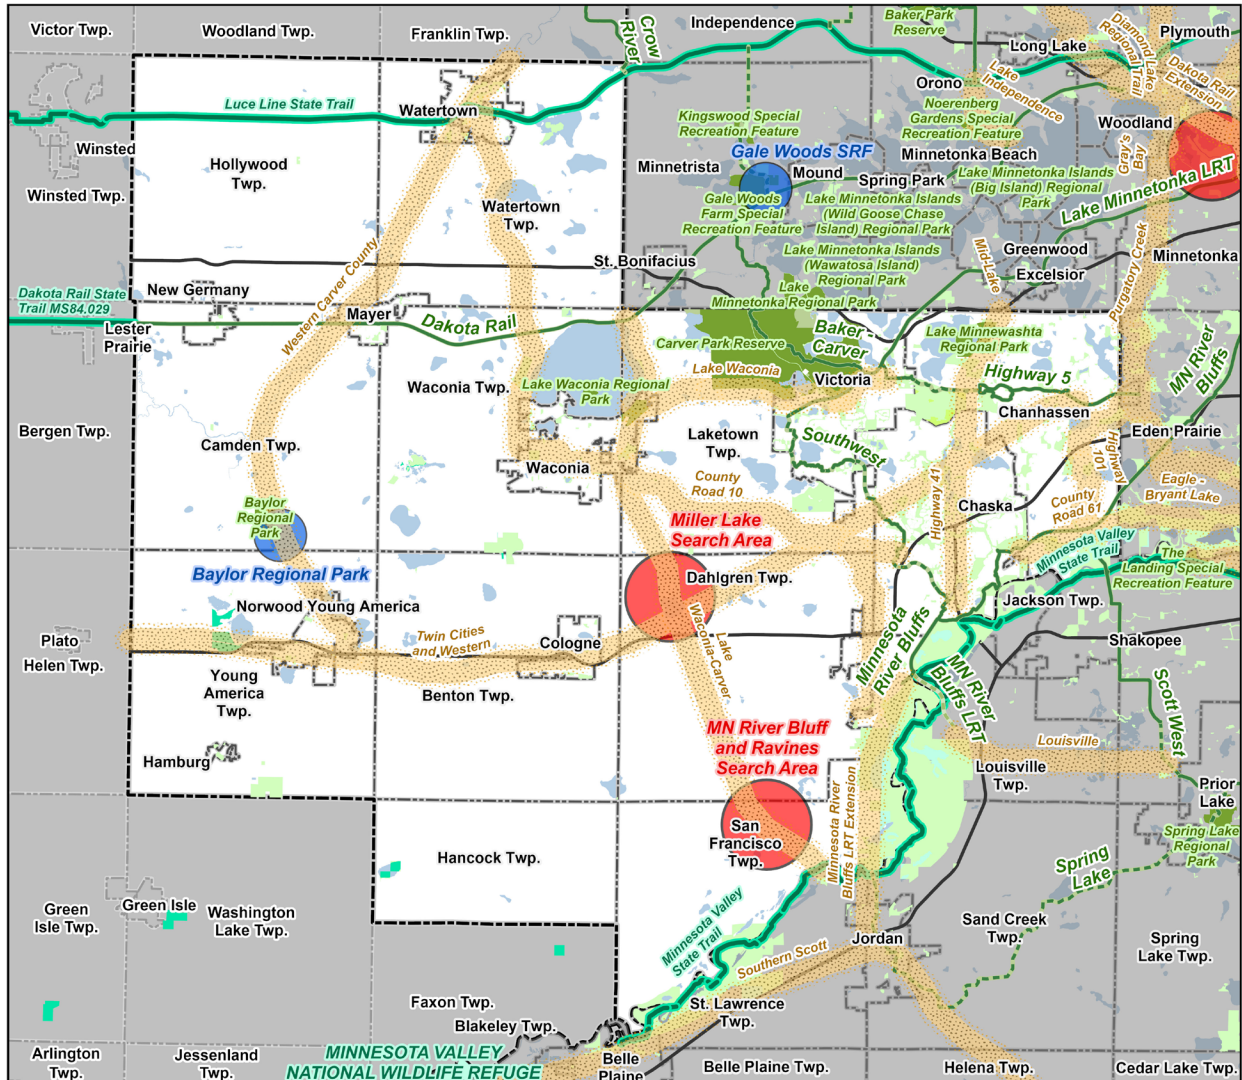 Victor Twp.
Woodland Twp.
Franklin Twp.
Crow
River
Independence
Baker Park
Reserve
Long Lake
Diamond Lake
Regional Trail
Plymouth
Dakota Rail
Extension
Luce Line State Trail
Watertown
Orono
Lake
Independence
Noerenberg
Gardens Special
Recreation Feature
Woodland
Kingswood Special
Recreation Feature
Gale Woods SRF
Winsted
Hollywood
Twp.
Minnetrista
Mound
Minnetonka Beach
Spring Park
Gray's
Bay
Lake Minnetonka Islands
(Big Island) Regional
Park
Lake Minnetonka LRT
Winsted Twp.
Watertown
Twp.
Gale Woods
Farm Special
Recreation Feature
Lake Minnetonka Islands
(Wild Goose Chase
Island) Regional Park
Lake Minnetonka Islands
(Wawatosa Island)
Regional Park
Mid-Lake
Greenwood
Excelsior
Purgatory Creek
Minnetonka
St. Bonifacius
Western Carver County
New Germany
Dakota Rail State
Trail MS84.029
Lester
Prairie
Mayer
Dakota Rail
Lake
Minnetonka Regional Park
Carver Park Reserve
Baker
Carver
Lake Minnewashta
Regional Park
MN River
Bluffs
Waconia Twp.
Lake Waconia Regional
Park
Lake Waconia
Victoria
Highway 5
Chanhassen
Bergen Twp.
Camden Twp.
Laketown
Twp.
Southwest
Eden Prairie
Waconia
County
Road 10
Highway 41
Highway
101
Eagle -
Bryant Lake
Baylor
Regional
Park
Miller Lake
Search Area
Chaska
County
Road 61
Minnesota Valley
State Trail
The
Landing Special
Recreation Feature
Baylor Regional Park
Dahlgren Twp.
Norwood Young America
Jackson Twp.
Plato
Helen Twp.
Twin Cities
and Western
Cologne
Lake
Waconia-Carver
Minnesota
River Bluffs
Shakopee
Young
America
Twp.
Benton Twp.
MN River
Bluffs LRT
Scott West
MN River Bluff
and Ravines
Search Area
Louisville
Hamburg
Louisville
Twp.
Prior
Lake
San
Francisco
Twp.
Minnesota River
Bluffs LRT Extension
Spring Lake
Regional
Park
Hancock Twp.
Spring
Lake
Green
Isle Twp.
Green Isle
Washington
Lake Twp.
Minnesota Valley
State Trail
Sand Creek
Twp.
Jordan
Spring
Lake Twp.
Southern Scott
Faxon Twp.
St. Lawrence
Twp.
Blakeley Twp.
Arlington
Twp.
Jessenland
Twp.
MINNESOTA VALLEY
NATIONAL WILDLIFE REFUGE
Belle
Plaine
Belle Plaine Twp.
Helena Twp.
Cedar Lake Twp.